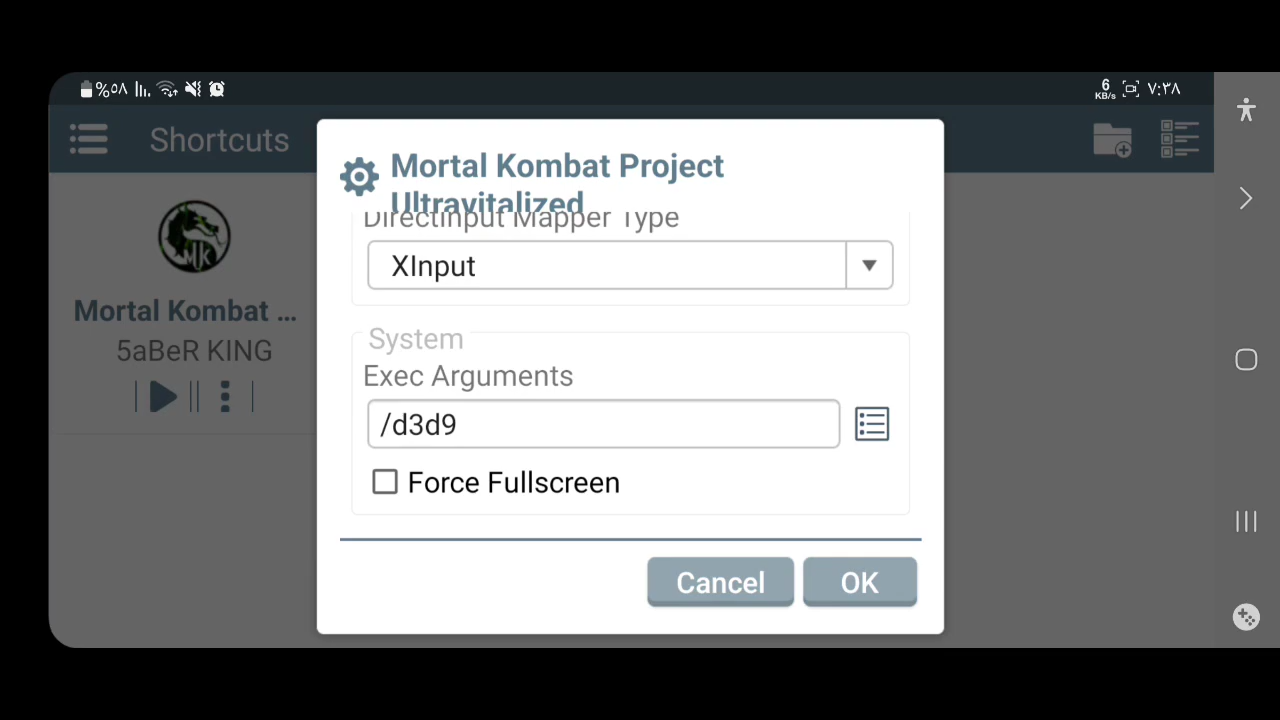 %٥٨
6
KB/s
٧:٣٨
Shortcuts
Mortal Kombat ...
5aBeR KING
Mortal Kombat Project
Ultravitalized
DirectInput Mapper Type
XInput
System
Exec Arguments
/d3d9
Force Fullscreen
Cancel
OK